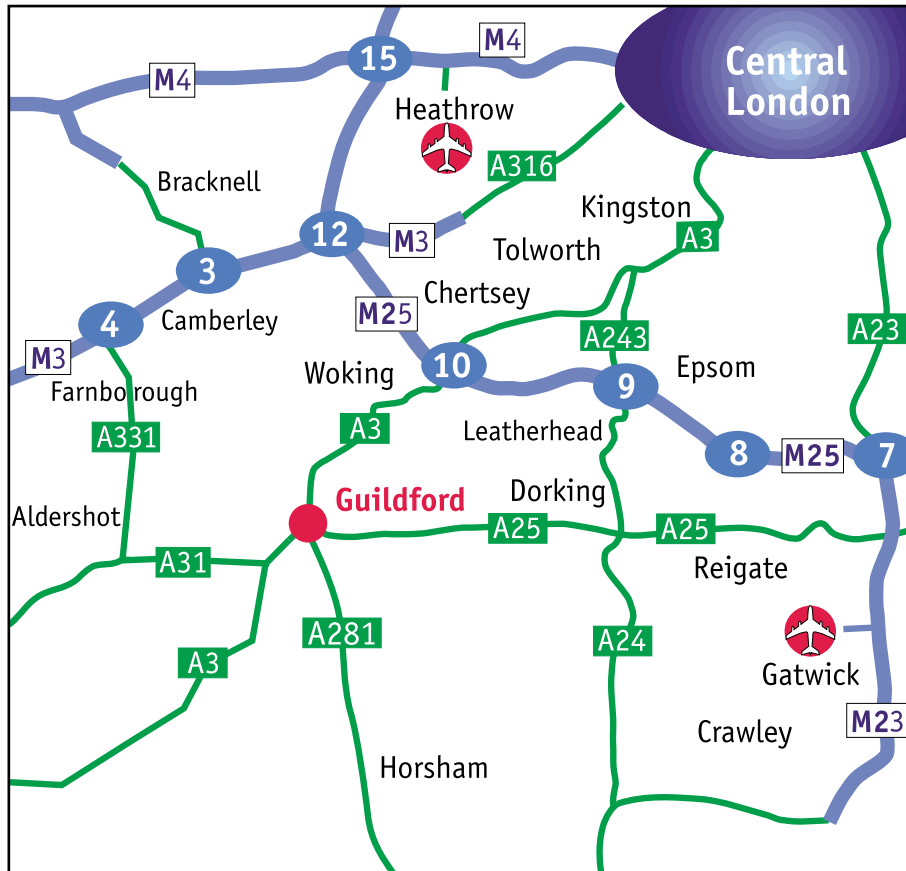 M4
15
M4
Central
London
Heathrow
A316
Bracknell
Kingston
12
M3
Tolworth
A3
3
Chertsey
M25
4
Camberley
A23
A243
M3
Woking
10
Epsom
9
Farnborough
A3
A331
Leatherhead
8
M25
7
Guildford
Dorking
Aldershot
A25
A25
A31
Reigate
A281
A24
A3
Gatwick
M23
Crawley
Horsham